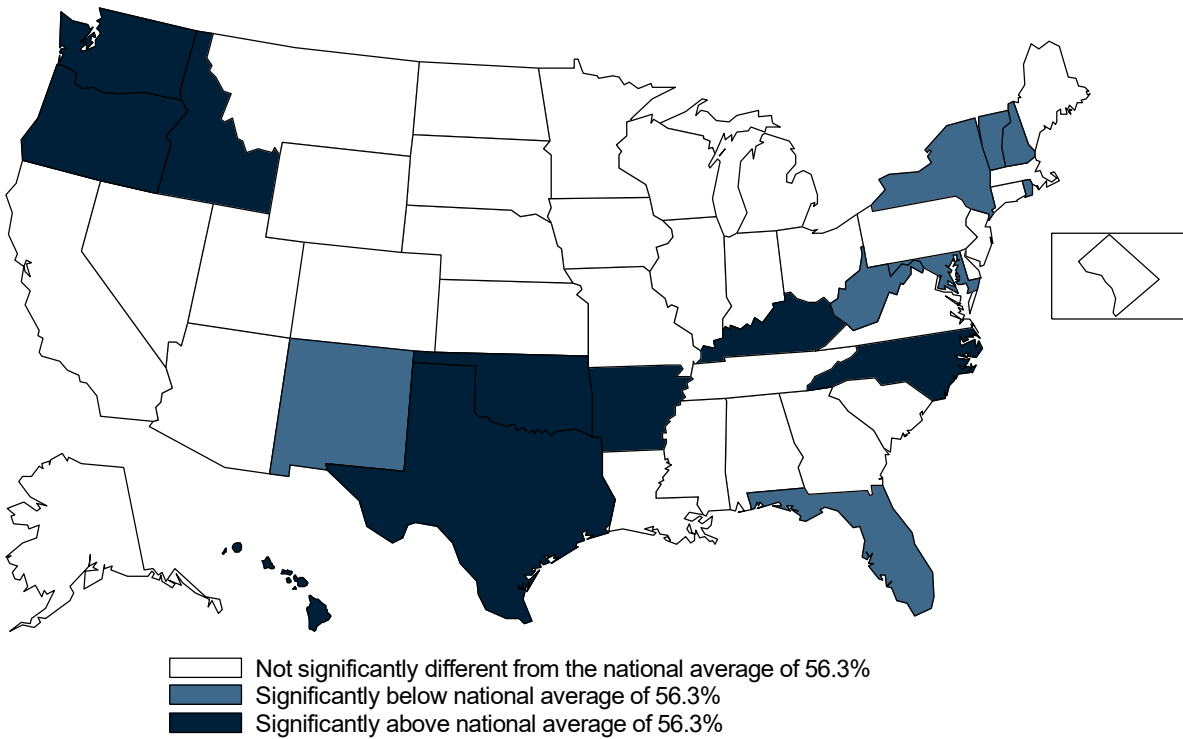 Not significantly different from the national average of 56.3%
Significantly below national average of 56.3%
Significantly above national average of 56.3%